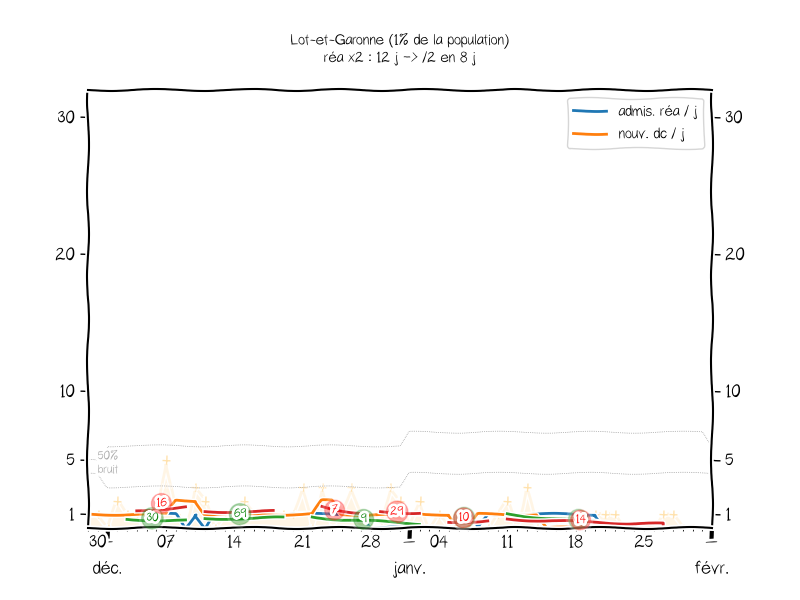 Lot-et-Garonne (1% de la population)
réa x2 : 12 j -> /2 en 8 j
admis. réa / j
nouv. dc / j
30 30
20 20
10 10
5 50% 5
bruit
1 1
16 30 69 7 9 29 10 14
30 07 14 21 28 04 11 18 25
déc. janv. févr.